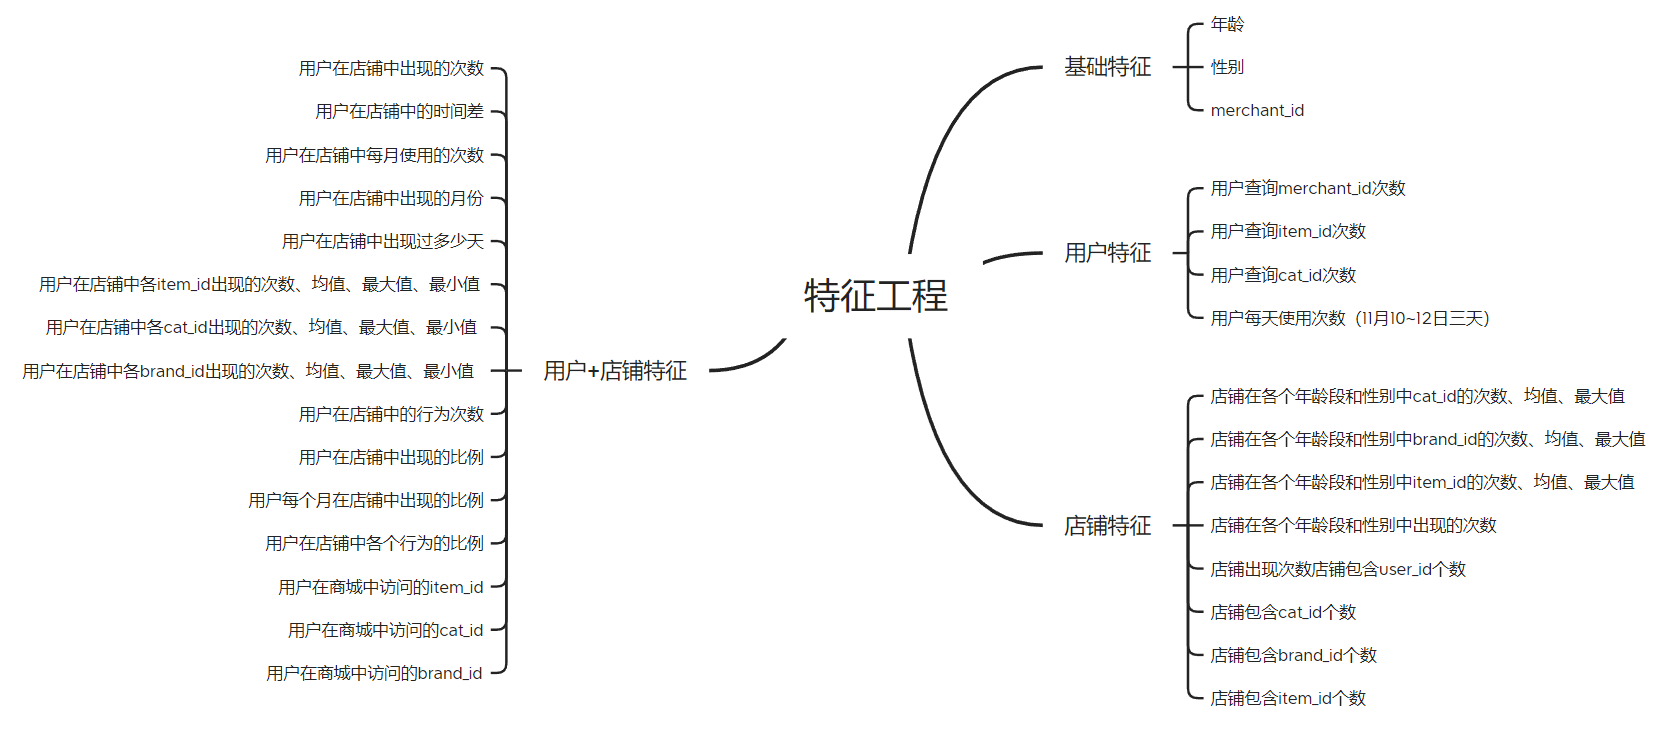 特征工程
基础特征
年龄
性别
merchant_id
用户特征
用户查询merchant_id次数
用户查询item_id次数
用户查询cat_id次数
用户每天使用次数（11月10~12日三天）
店铺特征
店铺在各个年龄段和性别中cat_id的次数、均值、最大值
店铺在各个年龄段和性别中brand_id的次数、均值、最大值
店铺在各个年龄段和性别中item_id的次数、均值、最大值
店铺在各个年龄段和性别中出现的次数
店铺出现次数店铺包含user_id个数
店铺包含cat_id个数
店铺包含brand_id个数
店铺包含item_id个数
用户+店铺特征
用户在店铺中出现的次数
用户在店铺中的时间差
用户在店铺中每月使用的次数
用户在店铺中出现的月份
用户在店铺中出现过多少天
用户在店铺中各item_id出现的次数、均值、最大值、最小值
用户在店铺中各cat_id出现的次数、均值、最大值、最小值
用户在店铺中各brand_id出现的次数、均值、最大值、最小值
用户在店铺中的行为次数
用户在店铺中出现的比例
用户每个月在店铺中出现的比例
用户在店铺中各个行为的比例
用户在商城中访问的item_id
用户在商城中访问的cat_id
用户在商城中访问的brand_id